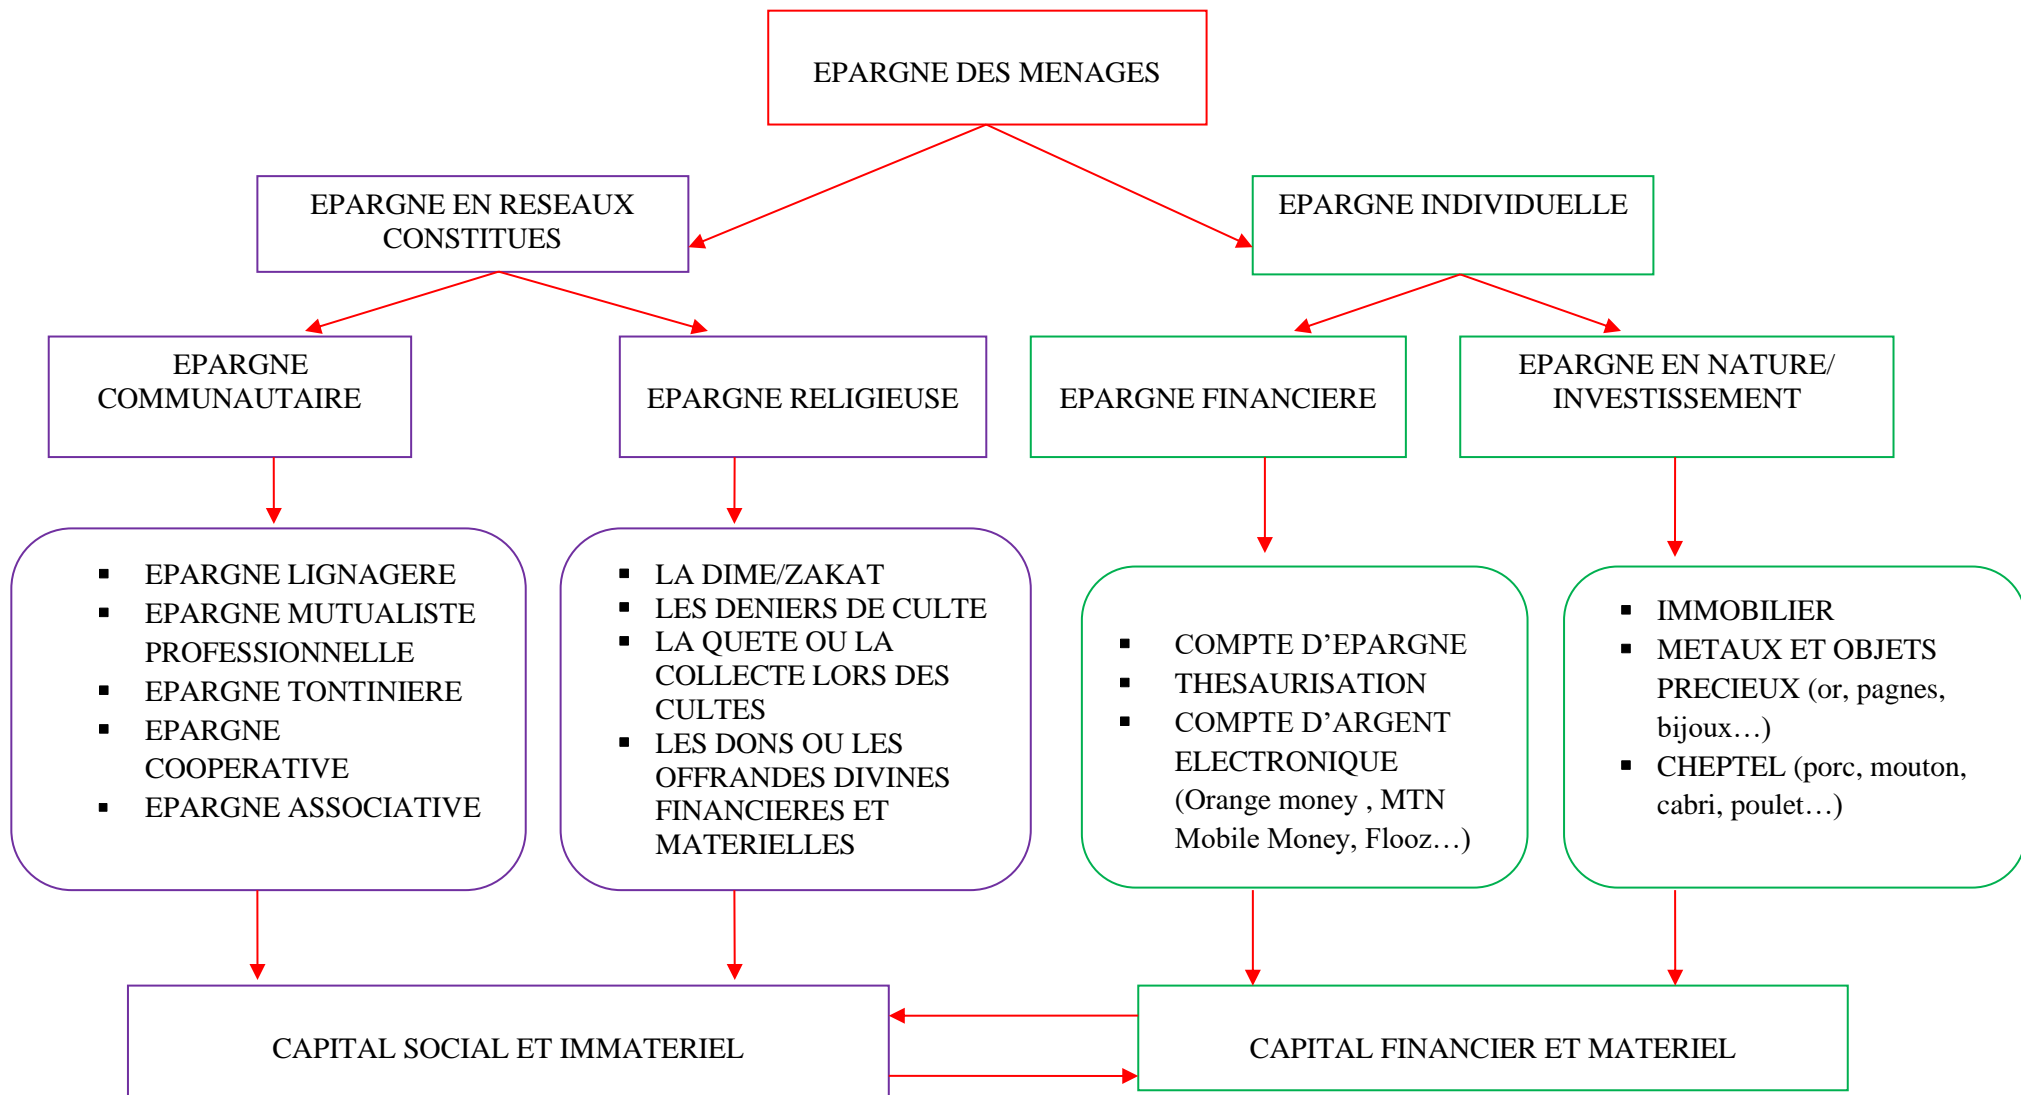 EPARGNE DES MENAGES
EPARGNE EN RESEAUX
CONSTITUES
EPARGNE INDIVIDUELLE
EPARGNE
COMMUNAUTAIRE
EPARGNE RELIGIEUSE
EPARGNE FINANCIERE
EPARGNE EN NATURE/
INVESTISSEMENT
▪ EPARGNE LIGNAGERE
▪ EPARGNE MUTUALISTE
PROFESSIONNELLE
▪ EPARGNE TONTINIERE
▪ EPARGNE
COOPERATIVE
▪ EPARGNE ASSOCIATIVE
▪ LA DIME/ZAKAT
▪ LES DENIERS DE CULTE
▪ LA QUETE OU LA
COLLECTE LORS DES
CULTES
▪ LES DONS OU LES
OFFRANDES DIVINES
FINANCIERES ET
MATERIELLES
▪ COMPTE D’EPARGNE
▪ THESAURISATION
▪ COMPTE D’ARGENT
ELECTRONIQUE
(Orange money , MTN
Mobile Money, Flooz…)
▪ IMMOBILIER
▪ METAUX ET OBJETS
PRECIEUX (or, pagnes,
bijoux…)
▪ CHEPTEL (porc, mouton,
cabri, poulet…)
CAPITAL SOCIAL ET IMMATERIEL
CAPITAL FINANCIER ET MATERIEL